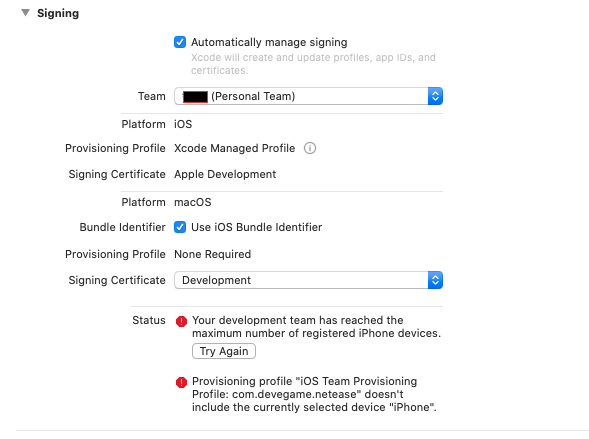 Signing
Automatically manage signing
Xcode will create and update profiles, app IDs, and
certificates.
Team (Personal Team)
Platform iOS
Provisioning Profile Xcode Managed Profile
Signing Certificate Apple Development
Platform macOS
Bundle Identifier Use iOS Bundle Identifier
Provisioning Profile None Required
Signing Certificate Development
Status Your development team has reached the
maximum number of registered iPhone devices.
Try Again
Provisioning profile "iOS Team Provisioning
Profile: com.devegame.netease" doesn't
include the currently selected device "iPhone".